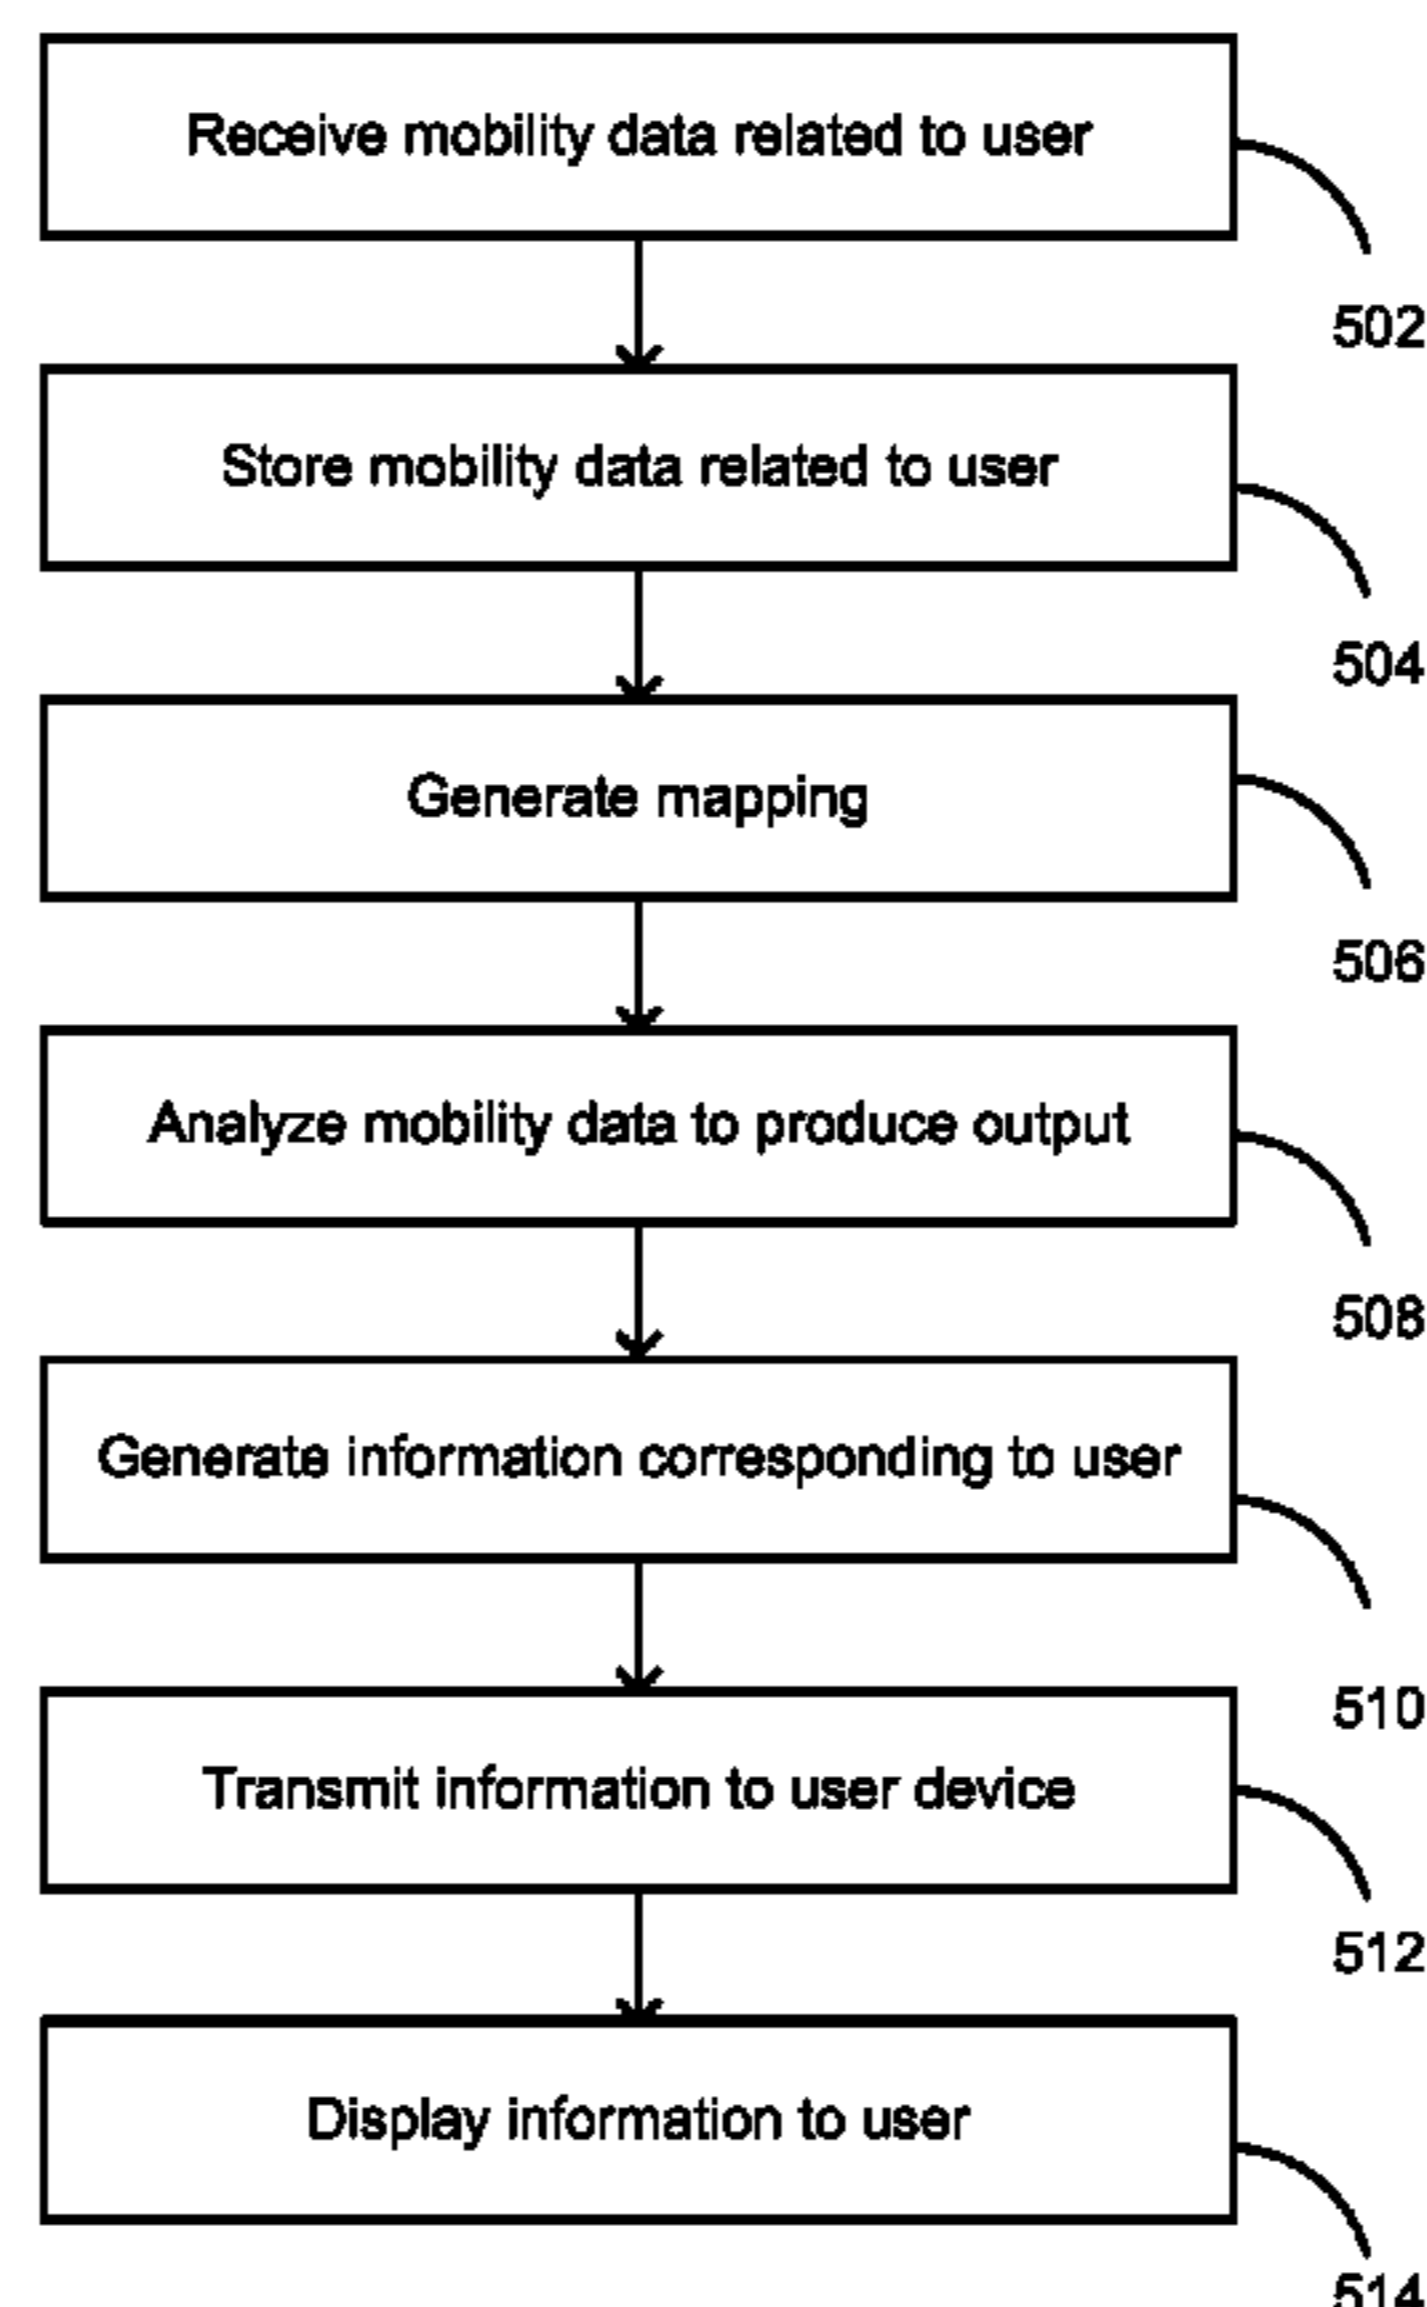 Receive mobility data related to user
502
Store mobility data related to user
504
Generate mapping
506
Analyze mobility data to produce output
508
Generate information corresponding to user
510
Transmit information to user device
512
Display information to user
514